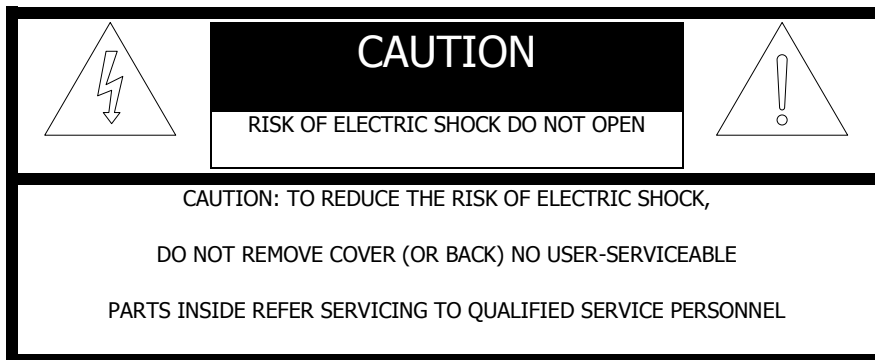 CAUTION
RISK OF ELECTRIC SHOCK DO NOT OPEN
CAUTION: TO REDUCE THE RISK OF ELECTRIC SHOCK,
DO NOT REMOVE COVER (OR BACK) NO USER-SERVICEABLE
PARTS INSIDE REFER SERVICING TO QUALIFIED SERVICE PERSONNEL